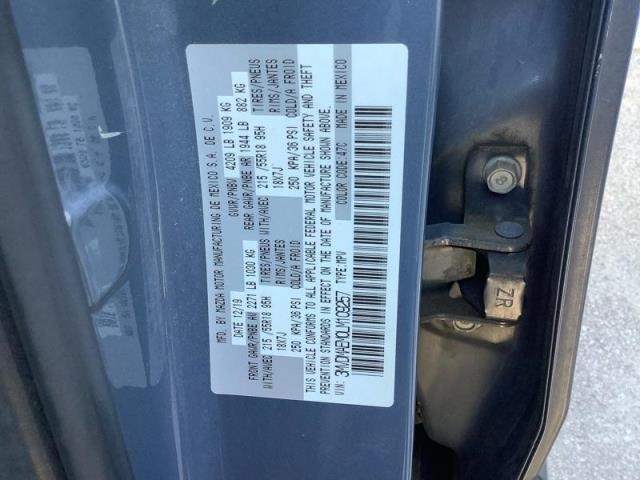 MFD. BY MAZDA MOTOR MANUFACTURING DE MEXICO S.A. DE C.V.
DATE 12/19 GVWR/PNBV 4209 LB 1909 KG
FRONT GAWR/PNBE AV 2271 LB 1030 KG REAR GAWR/PNBE AR 1944 LB 882 KG
WITH/AVEC 215/55R18 95H TIRES/PNEUS WITH/AVEC 215/55R18 95H TIRES/PNEUS
18X7J RIMS/JANTES 18X7J RIMS/JANTES
250 KPA/36 PSI COLD/A FROID 250 KPA/36 PSI COLD/A FROID
THIS VEHICLE CONFORMS TO ALL APPLICABLE FEDERAL MOTOR VEHICLE SAFETY AND THEFT
PREVENTION STANDARDS IN EFFECT ON THE DATE OF MANUFACTURE SHOWN ABOVE.
COLOR CODE: 47C MADE IN MEXICO
TYPE: MPV
VIN:
ZR